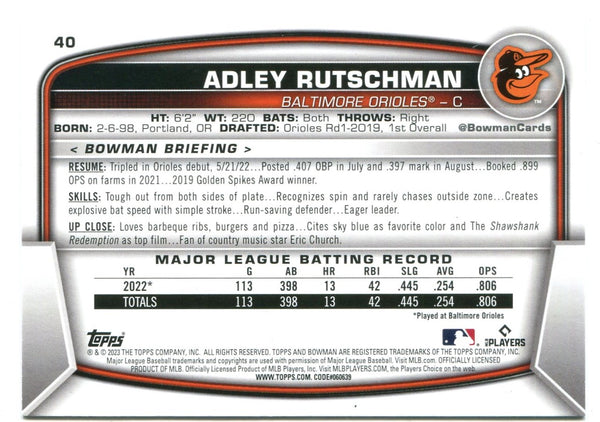 40
ADLEY RUTSCHMAN
BALTIMORE ORIOLES® – C
HT: 6'2" WT: 220 BATS: Both THROWS: Right
BORN: 2-6-98, Portland, OR DRAFTED: Orioles Rd1-2019, 1st Overall @BowmanCards
< BOWMAN BRIEFING >
RESUME: Tripled in Orioles debut, 5/21/22...Posted .407 OBP in July and .397 mark in August...Booked .899
OPS on farms in 2021...2019 Golden Spikes Award winner.
SKILLS: Tough out from both sides of plate...Recognizes spin and rarely chases outside zone...Creates
explosive bat speed with simple stroke...Run-saving defender...Eager leader.
UP CLOSE: Loves barbeque ribs, burgers and pizza...Cites sky blue as favorite color and The Shawshank
Redemption as top film...Fan of country music star Eric Church.
MAJOR LEAGUE BATTING RECORD
YR G AB HR RBI SLG AVG OPS
2022* 113 398 13 42 .445 .254 .806
TOTALS 113 398 13 42 .445 .254 .806
*Played at Baltimore Orioles
Topps MLB PLAYERS
® & © 2023 THE TOPPS COMPANY, INC. ALL RIGHTS RESERVED. TOPPS AND BOWMAN ARE REGISTERED TRADEMARKS OF THE TOPPS COMPANY, INC.
Major League Baseball trademarks and copyrights are used with permission of Major League Baseball. Visit MLB.com. OFFICIALLY LICENSED
PRODUCT OF MLB. Officially Licensed Product of MLB Players, Inc. Visit MLBPLAYERS.com, the Players Choice on the web.
WWW.TOPPS.COM. CODE#060639